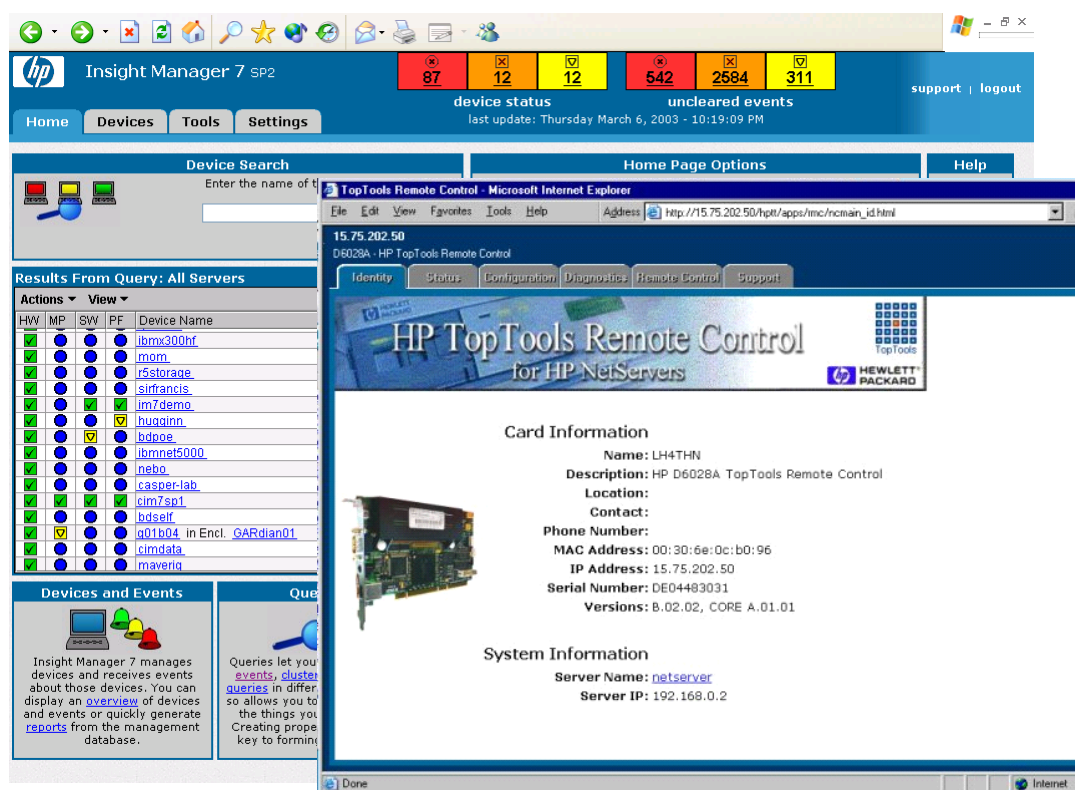 hp Insight Manager 7 SP2
87 12 12 542 2584 311
device status uncleared events
last update: Thursday March 6, 2003 - 10:19:09 PM
support | logout
Home Devices Tools Settings
Device Search Home Page Options Help
Enter the name of t
Results From Query: All Servers
Actions View
HW MP SW PF Device Name
ibmx300hf
mom
r5storage
sirfrancis
im7demo
huginn
bdpoe
ibmnet5000
nebo
casper-lab
cim7sp1
bdself
g01b04 in Encl. GARdian01
cimdata
maverig
Devices and Events
Insight Manager 7 manages
devices and receives events
about those devices. You can
display an overview of devices
and events or quickly generate
reports from the management
database.
Que
Queries let you
events, cluster
queries in differ
so allows you to
the things you
Creating prope
key to forming
TopTools Remote Control - Microsoft Internet Explorer
File Edit View Favorites Tools Help Address http://15.75.202.50/hptt/apps/rmc/ncmain_id.html
15.75.202.50
D6028A - HP TopTools Remote Control
Identity Status Configuration Diagnostics Remote Control Support
HP TopTools Remote Control
for HP NetServers
TopTools
hp HEWLETT
PACKARD
Card Information
Name: LH4THN
Description: HP D6028A TopTools Remote Control
Location:
Contact:
Phone Number:
MAC Address: 00:30:6e:0c:b0:96
IP Address: 15.75.202.50
Serial Number: DE04483031
Versions: B.02.02, CORE A.01.01
System Information
Server Name: netserver
Server IP: 192.168.0.2
Done Internet